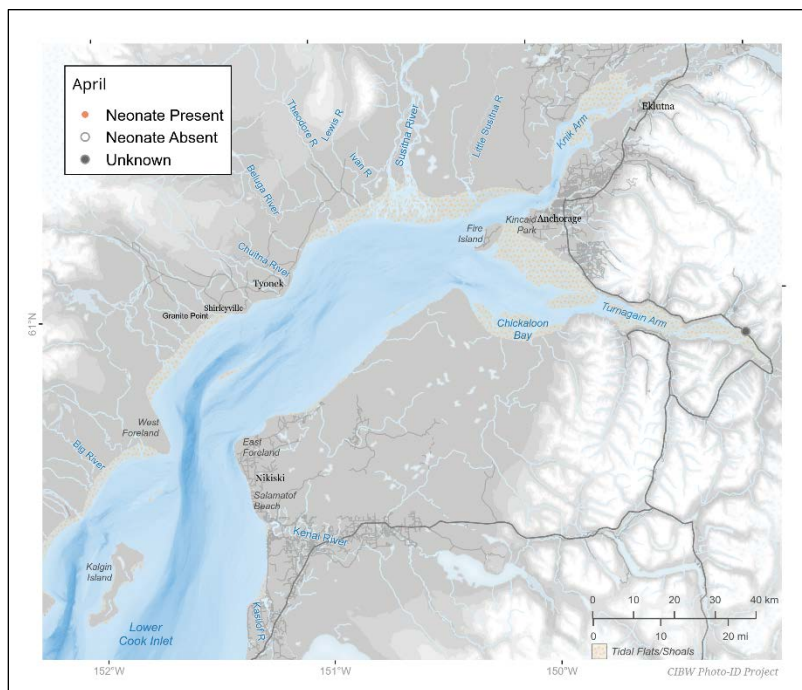 April
Neonate Present
Neonate Absent
Unknown
Theodore R
Lewis R
Ivan R
Susitna River
Little Susitna R
Knik Arm
Eklutna
Beluga River
Kincaid
Park
Anchorage
Fire
Island
Chuitna River
Tyonek
Shirleyville
Granite Point
61°N
Turnagain Arm
Chickaloon
Bay
West
Foreland
East
Foreland
Big River
Nikiski
Salamatof
Beach
Kenai River
Kalgin
Island
Kasilof R
Lower
Cook Inlet
0 10 20 30 40 km
0 10 20 mi
Tidal Flats/Shoals
CIBW Photo-ID Project
152°W 151°W 150°W